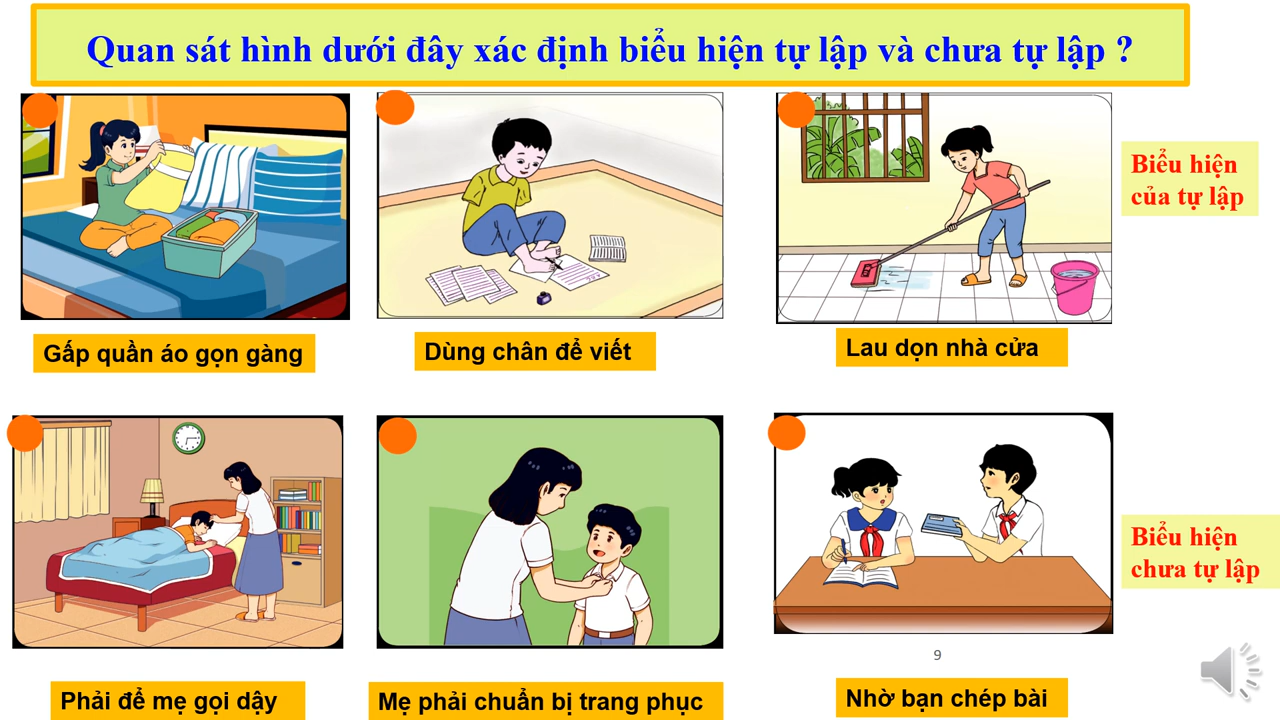 Quan sát hình dưới đây xác định biểu hiện tự lập và chưa tự lập ?
Biểu hiện
của tự lập
Gấp quần áo gọn gàng
Dùng chân để viết
Lau dọn nhà cửa
Biểu hiện
chưa tự lập
9
Phải để mẹ gọi dậy
Mẹ phải chuẩn bị trang phục
Nhờ bạn chép bài